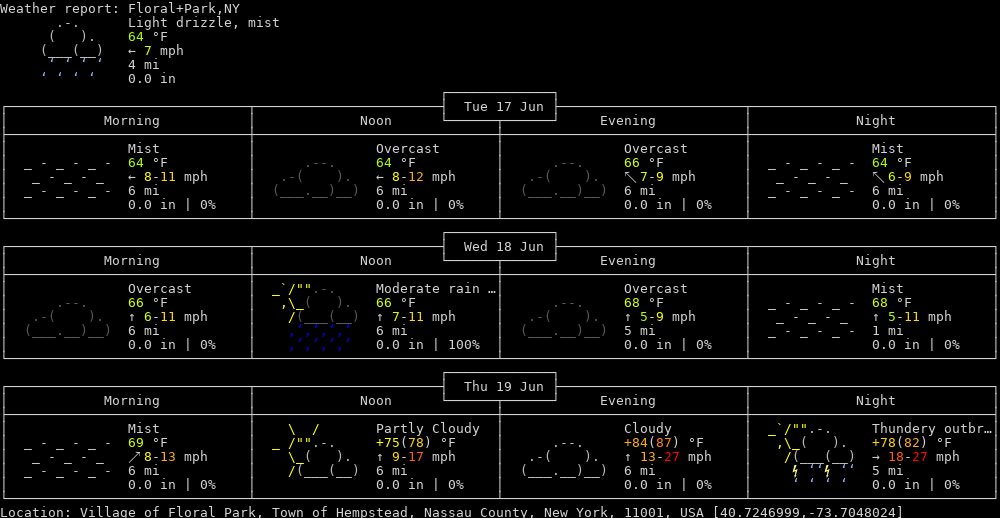 Weather report: Floral+Park,NY
Light drizzle, mist
64 °F
← 7 mph
4 mi
0.0 in
Tue 17 Jun
Morning Noon Evening Night
Mist Overcast Overcast Mist
64 °F 64 °F 66 °F 64 °F
← 8-11 mph ← 8-12 mph ↖ 7-9 mph ↖ 6-9 mph
6 mi 6 mi 6 mi 6 mi
0.0 in | 0% 0.0 in | 0% 0.0 in | 0% 0.0 in | 0%
Wed 18 Jun
Morning Noon Evening Night
Overcast Moderate rain … Overcast Mist
66 °F 66 °F 68 °F 68 °F
↑ 6-11 mph ↑ 7-11 mph ↑ 5-9 mph ↑ 5-11 mph
6 mi 6 mi 5 mi 1 mi
0.0 in | 0% 0.0 in | 100% 0.0 in | 0% 0.0 in | 0%
Thu 19 Jun
Morning Noon Evening Night
Mist Partly Cloudy Cloudy Thundery outbr…
69 °F +75(78) °F +84(87) °F +78(82) °F
↗ 8-13 mph ↑ 9-17 mph ↑ 13-27 mph → 18-27 mph
6 mi 6 mi 6 mi 5 mi
0.0 in | 0% 0.0 in | 0% 0.0 in | 0% 0.0 in | 0%
Location: Village of Floral Park, Town of Hempstead, Nassau County, New York, 11001, USA [40.7246999,-73.7048024]